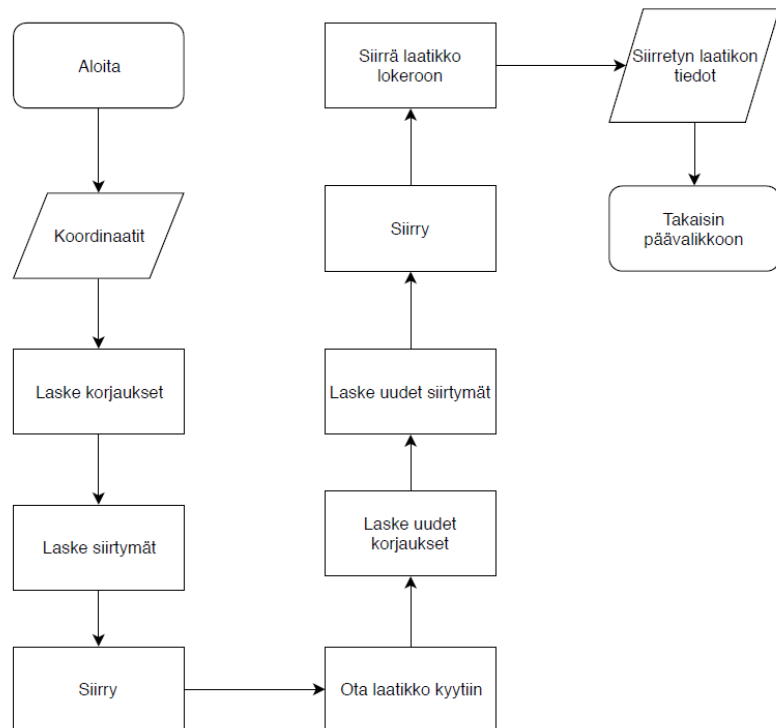 Aloita
Koordinaatit
Laske korjaukset
Laske siirtymät
Siirry
Ota laatikko kyytiin
Laske uudet
korjaukset
Laske uudet siirtymät
Siirry
Siirrä laatikko
lokeroon
Siirretyn laatikon
tiedot
Takaisin
päävalikkoon